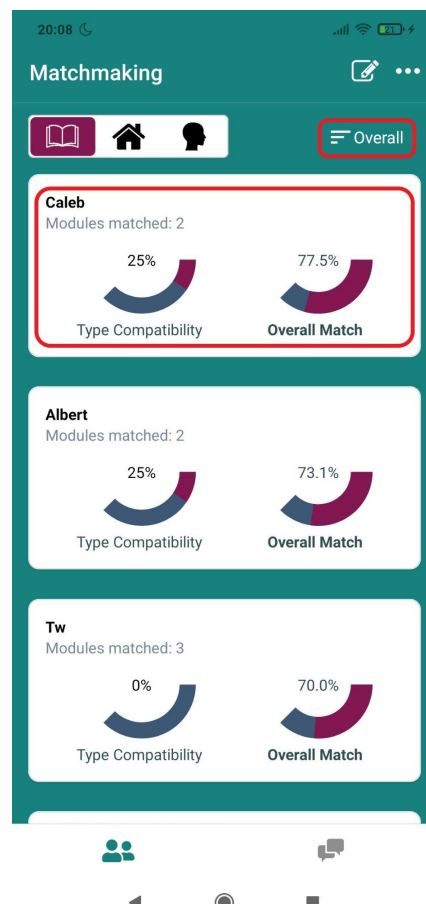 20:08
21
Matchmaking
Overall
Caleb
Modules matched: 2
25% 77.5%
Type Compatibility Overall Match
Albert
Modules matched: 2
25% 73.1%
Type Compatibility Overall Match
Tw
Modules matched: 3
0% 70.0%
Type Compatibility Overall Match